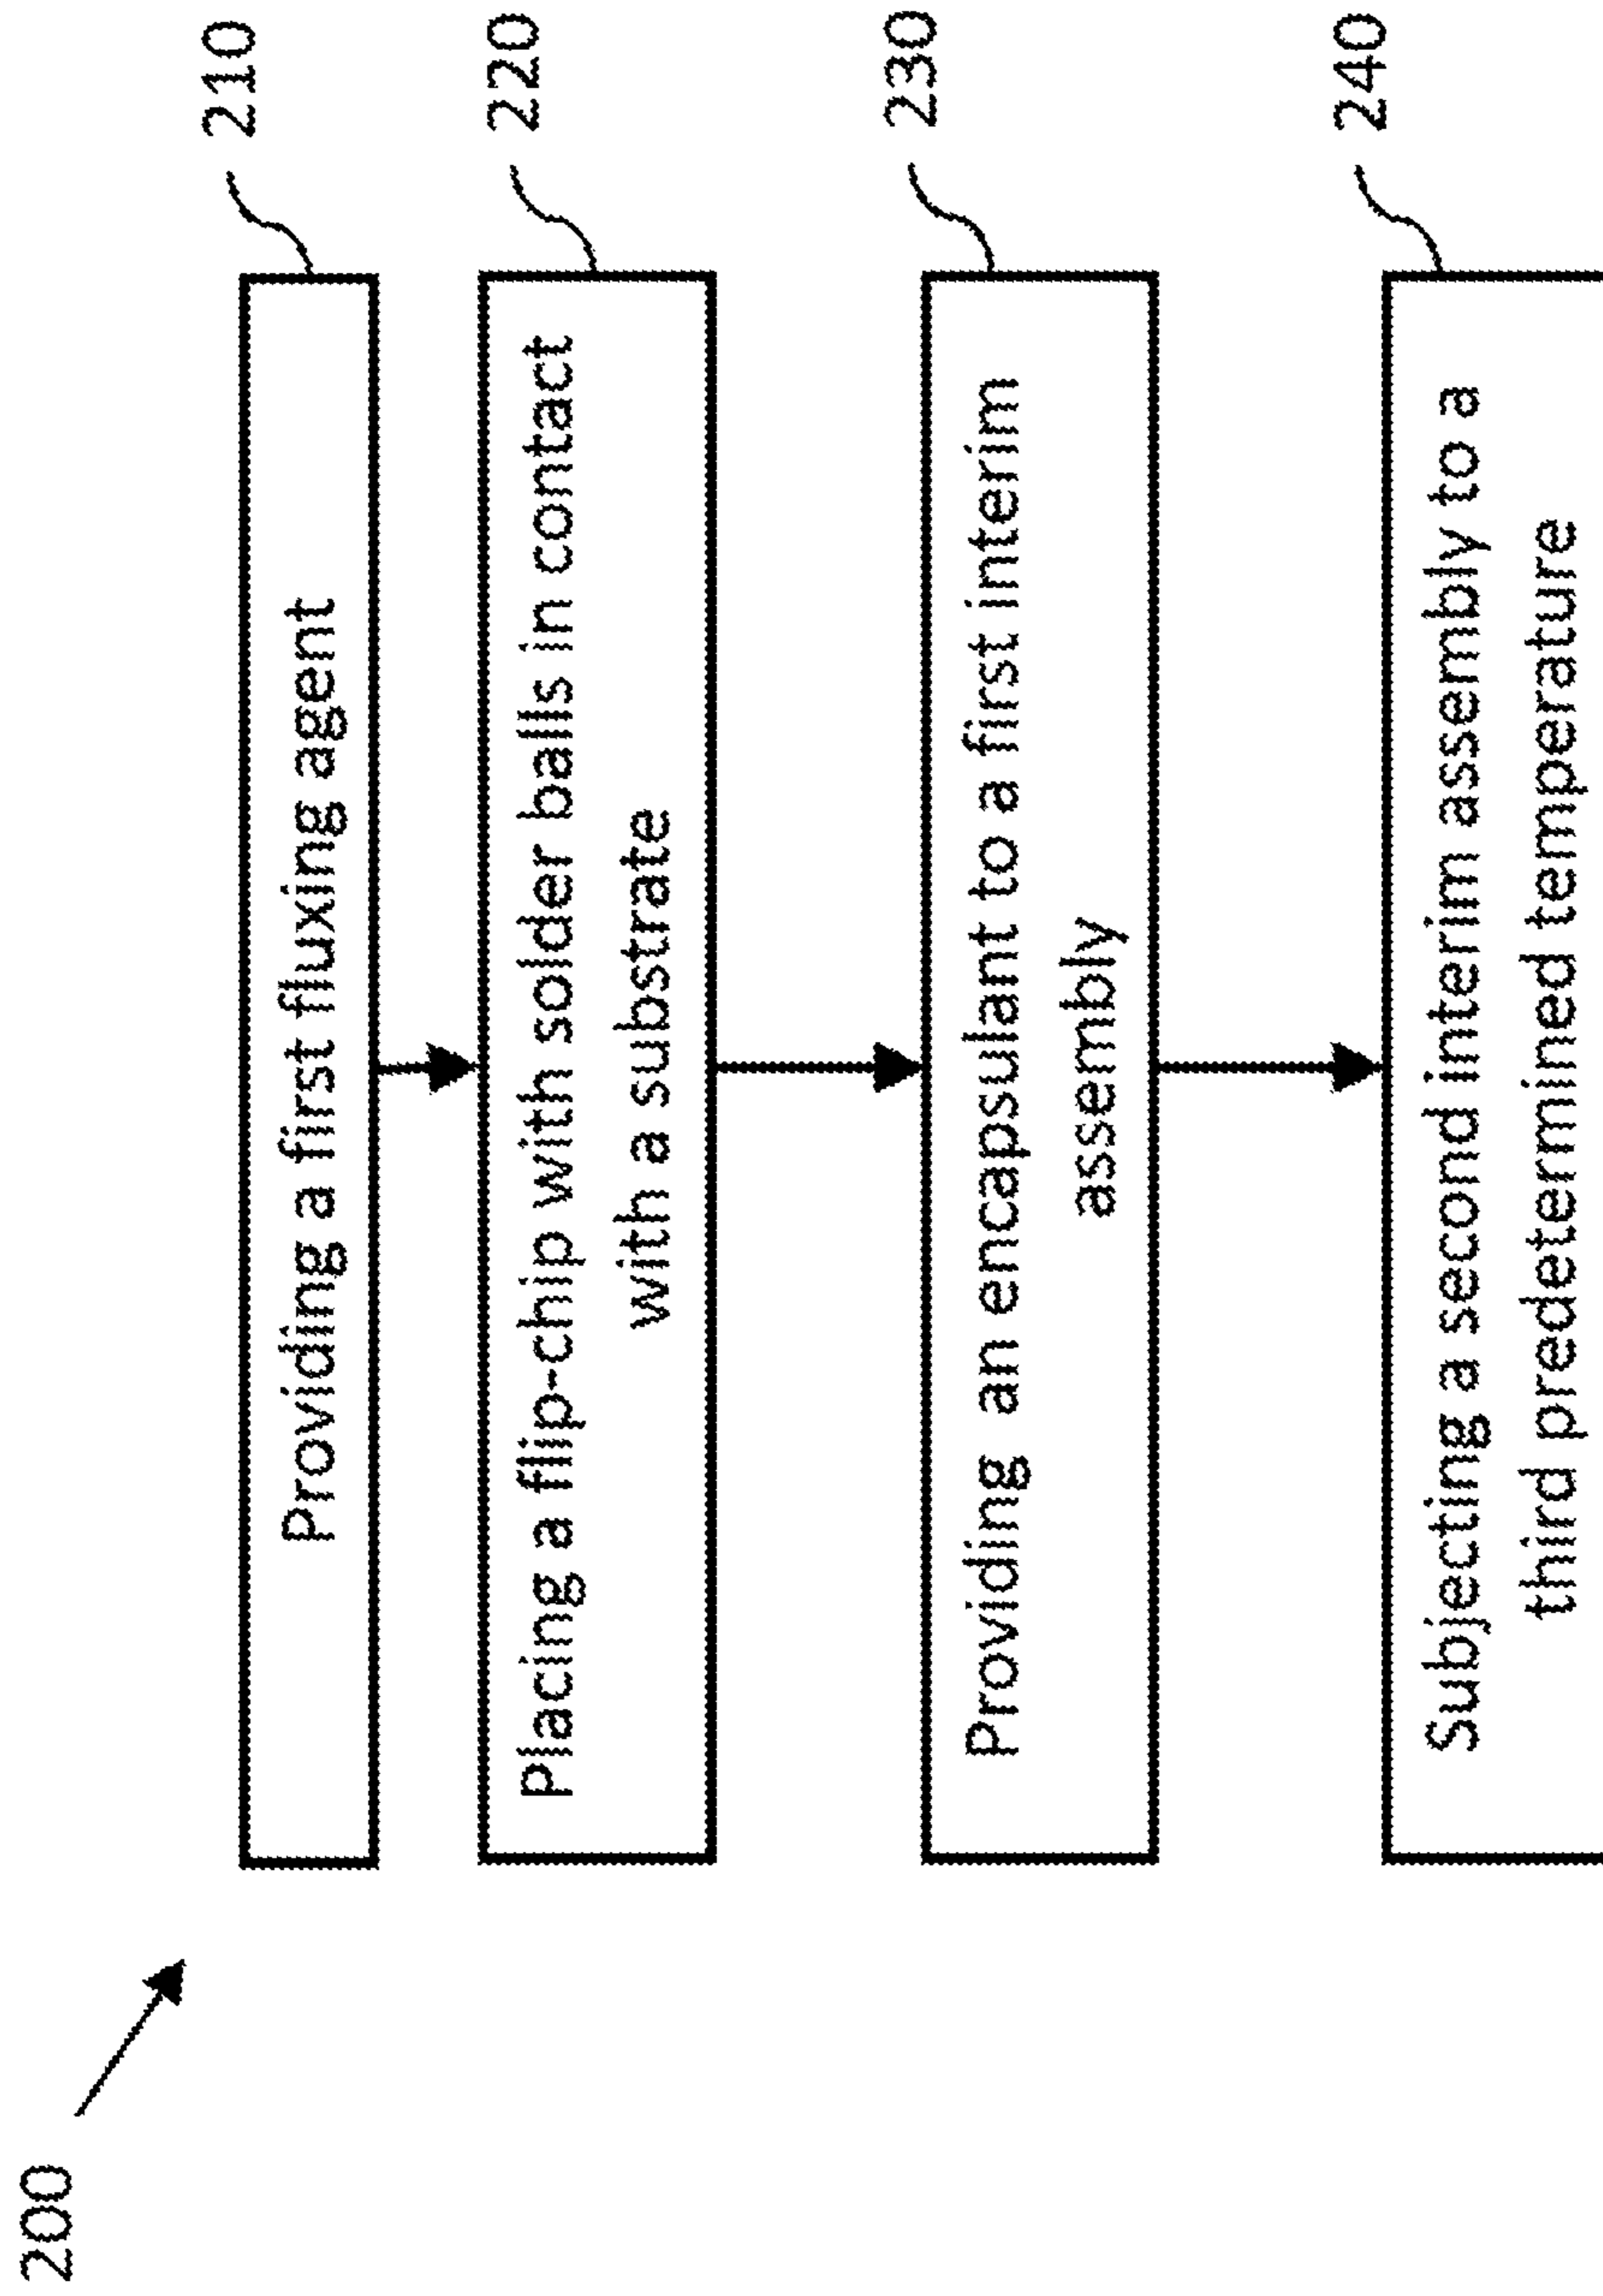 200
210
Providing a first fluxing agent
220
Placing a flip-chip with solder balls in contact
with a substrate
230
Providing an encapsulant to a first interim
assembly
240
Subjecting a second interim assembly to a
third predetermined temperature